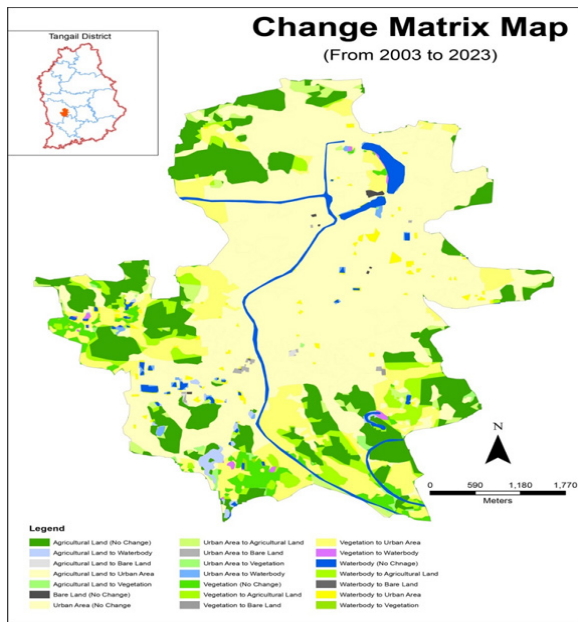 Change Matrix Map
(From 2003 to 2023)
Tangail District
N
0 590 1,180 1,770
Meters
Legend
Agricultural Land (No Change)
Agricultural Land to Waterbody
Agricultural Land to Bare Land
Agricultural Land to Urban Area
Agricultural Land to Vegetation
Bare Land (No Change)
Urban Area (No Change
Urban Area to Agricultural Land
Urban Area to Bare Land
Urban Area to Vegetation
Urban Area to Waterbody
Vegetation (No Change)
Vegetation to Agricultural Land
Vegetation to Bare Land
Vegetation to Urban Area
Vegetation to Waterbody
Waterbody (No Chnage)
Waterbody to Agricultural Land
Waterbody to Bare Land
Waterbody to Urban Area
Waterbody to Vegetation